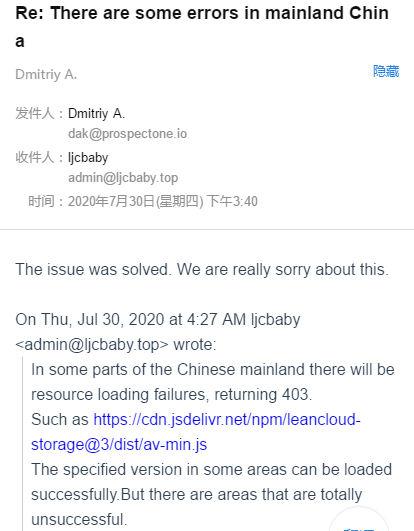 Re: There are some errors in mainland Chin
a
Dmitriy A.
隐藏
发件人：Dmitriy A.
dak@prospectone.io
收件人：ljcbaby
admin@ljcbaby.top
时间：2020年7月30日(星期四) 下午3:40
The issue was solved. We are really sorry about this.
On Thu, Jul 30, 2020 at 4:27 AM ljcbaby
<admin@ljcbaby.top> wrote:
In some parts of the Chinese mainland there will be
resource loading failures, returning 403.
Such as https://cdn.jsdelivr.net/npm/leancloud-
storage@3/dist/av-min.js
The specified version in some areas can be loaded
successfully.But there are areas that are totally
unsuccessful.